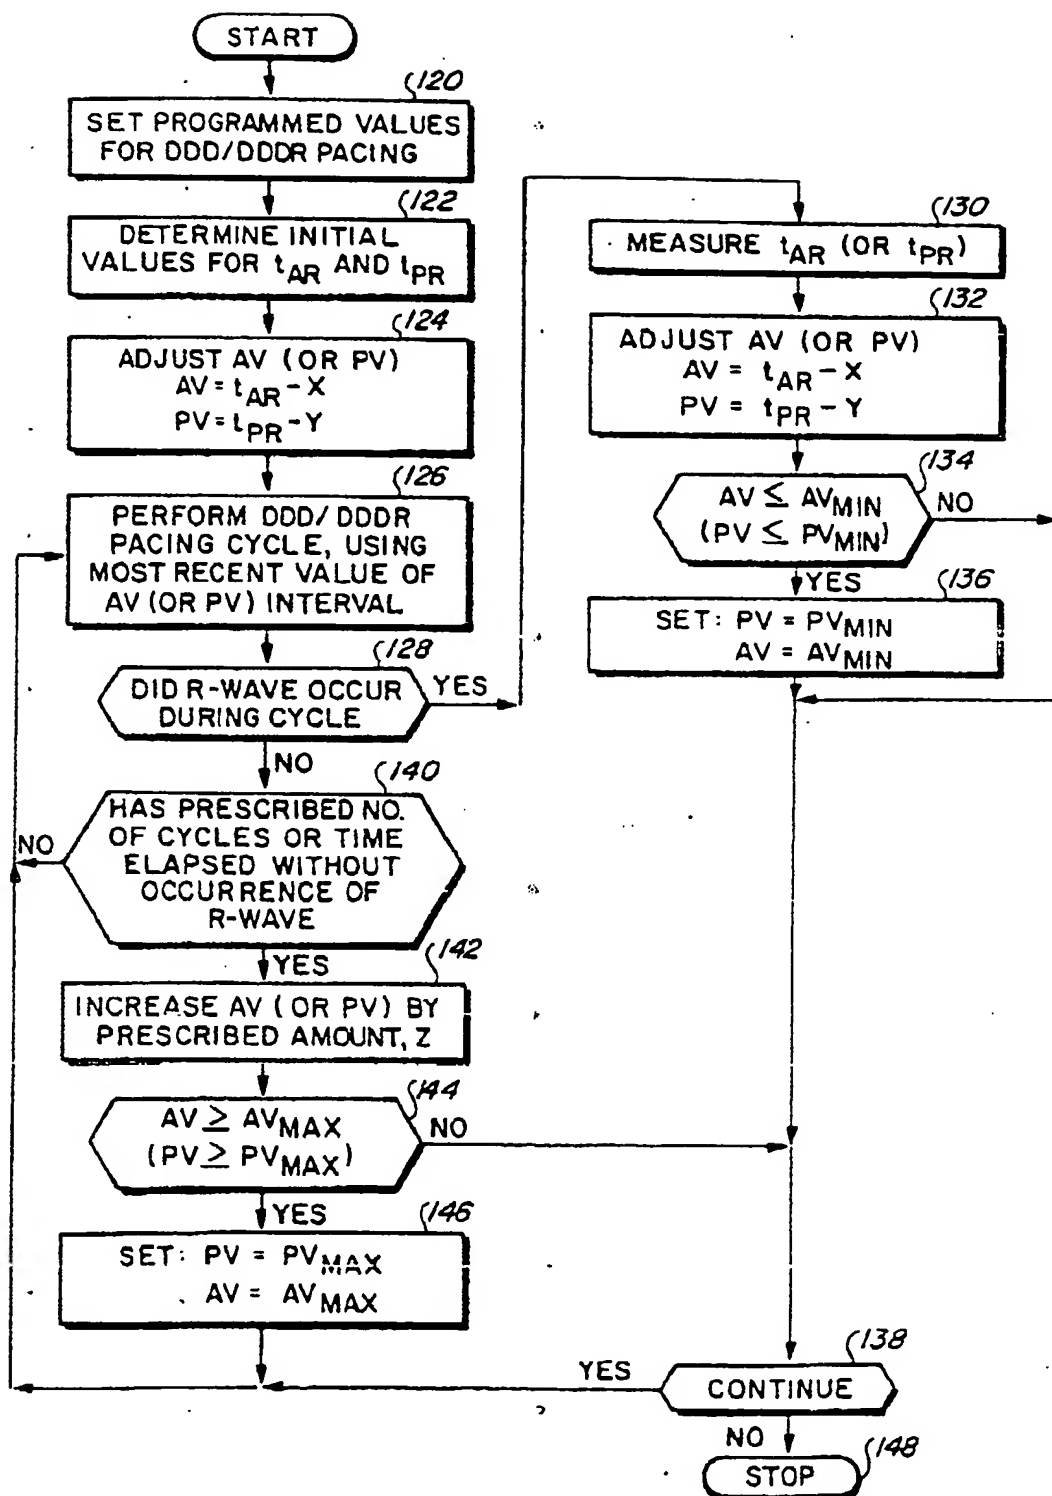 START
120
SET PROGRAMMED VALUES
FOR DDD/DDDR PACING
122
DETERMINE INITIAL
VALUES FOR tAR AND tPR
124
ADJUST AV (OR PV)
AV = tAR - X
PV = tPR - Y
126
PERFORM DDD/DDDR
PACING CYCLE, USING
MOST RECENT VALUE OF
AV (OR PV) INTERVAL
128
DID R-WAVE OCCUR
DURING CYCLE
YES
NO
140
HAS PRESCRIBED NO.
OF CYCLES OR TIME
ELAPSED WITHOUT
OCCURRENCE OF
R-WAVE
NO
YES
142
INCREASE AV (OR PV) BY
PRESCRIBED AMOUNT, Z
144
AV ≥ AVMAX
(PV ≥ PVMAX)
NO
YES
146
SET: PV = PVMAX
AV = AVMAX
130
MEASURE tAR (OR tPR)
132
ADJUST AV (OR PV)
AV = tAR - X
PV = tPR - Y
134
AV ≤ AVMIN
(PV ≤ PVMIN)
NO
YES
136
SET: PV = PVMIN
AV = AVMIN
138
CONTINUE
YES
NO
148
STOP